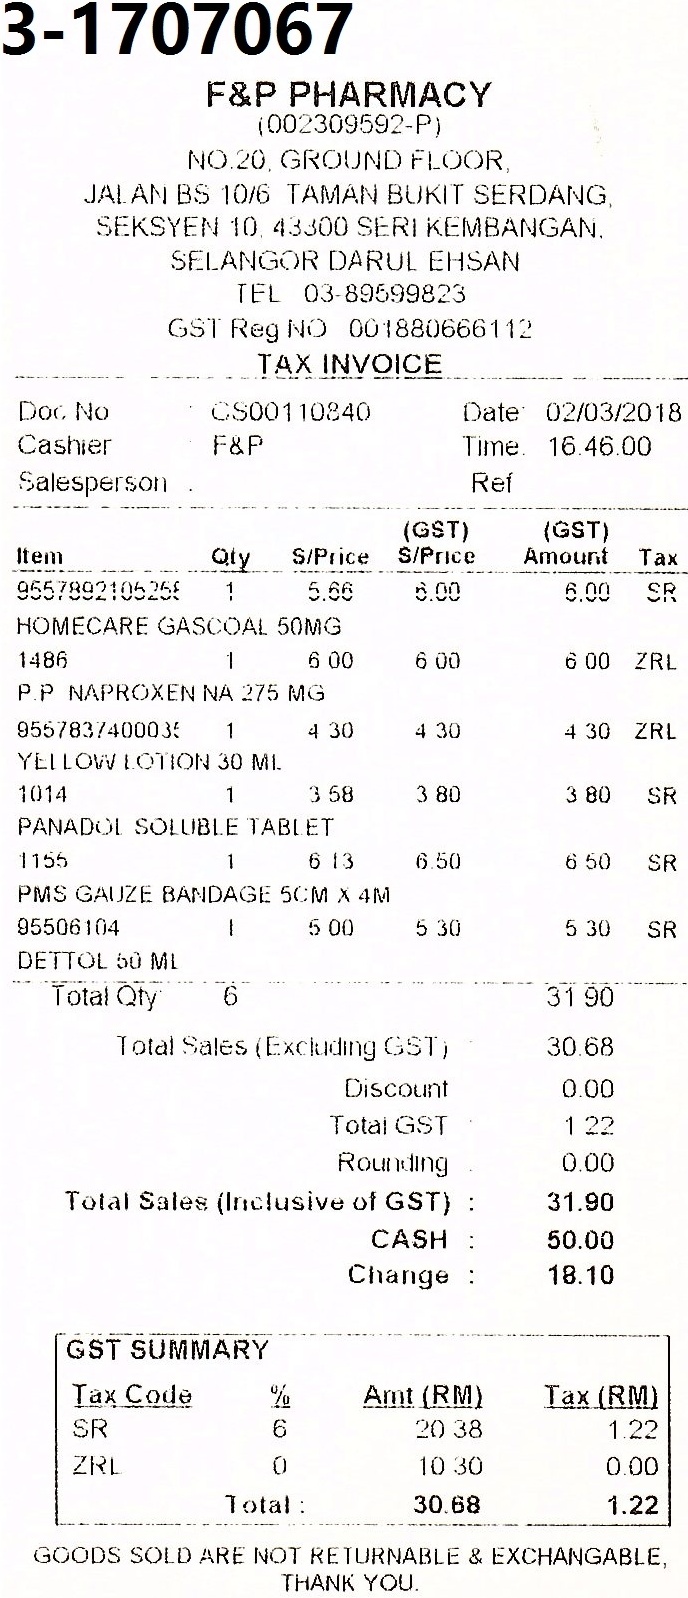 3-1707067
F&P PHARMACY
(002309592-P)
NO.20, GROUND FLOOR,
JALAN BS 10/6 TAMAN BUKIT SERDANG,
SEKSYEN 10, 43300 SERI KEMBANGAN,
SELANGOR DARUL EHSAN
TEL 03-89599823
GST Reg NO 001880666112
TAX INVOICE
Doc No : CS00110840 Date 02/03/2018
Cashier F&P Time. 16.46.00
Salesperson . Ref
(GST) (GST)
Item Qty S/Price S/Price Amount Tax
1 5.66 6.00 6.00 SR
HOMECARE GASCOAL 50MG
1486 1 6 00 6 00 6 00 ZRL
P.P NAPROXEN NA 275 MG
1 4 30 4 30 4 30 ZRL
YELLOW LOTION 30 ML
1014 1 3 58 3 80 3 80 SR
PANADOL SOLUBLE TABLET
1155 1 6 13 6.50 6 50 SR
PMS GAUZE BANDAGE 5CM X 4M
95506104 1 5 00 5 30 5 30 SR
DETTOL 50 ML
Total Qty 6 31 90
Total Sales (Excluding GST) 30.68
Discount 0.00
Total GST 1 22
Rounding 0.00
Total Sales (Inclusive of GST) : 31.90
CASH : 50.00
Change : 18.10
GST SUMMARY
Tax Code % Amt (RM) Tax (RM)
SR 6 20 38 1.22
ZRL 0 10 30 0.00
Total : 30.68 1.22
GOODS SOLD ARE NOT RETURNABLE & EXCHANGABLE,
THANK YOU.